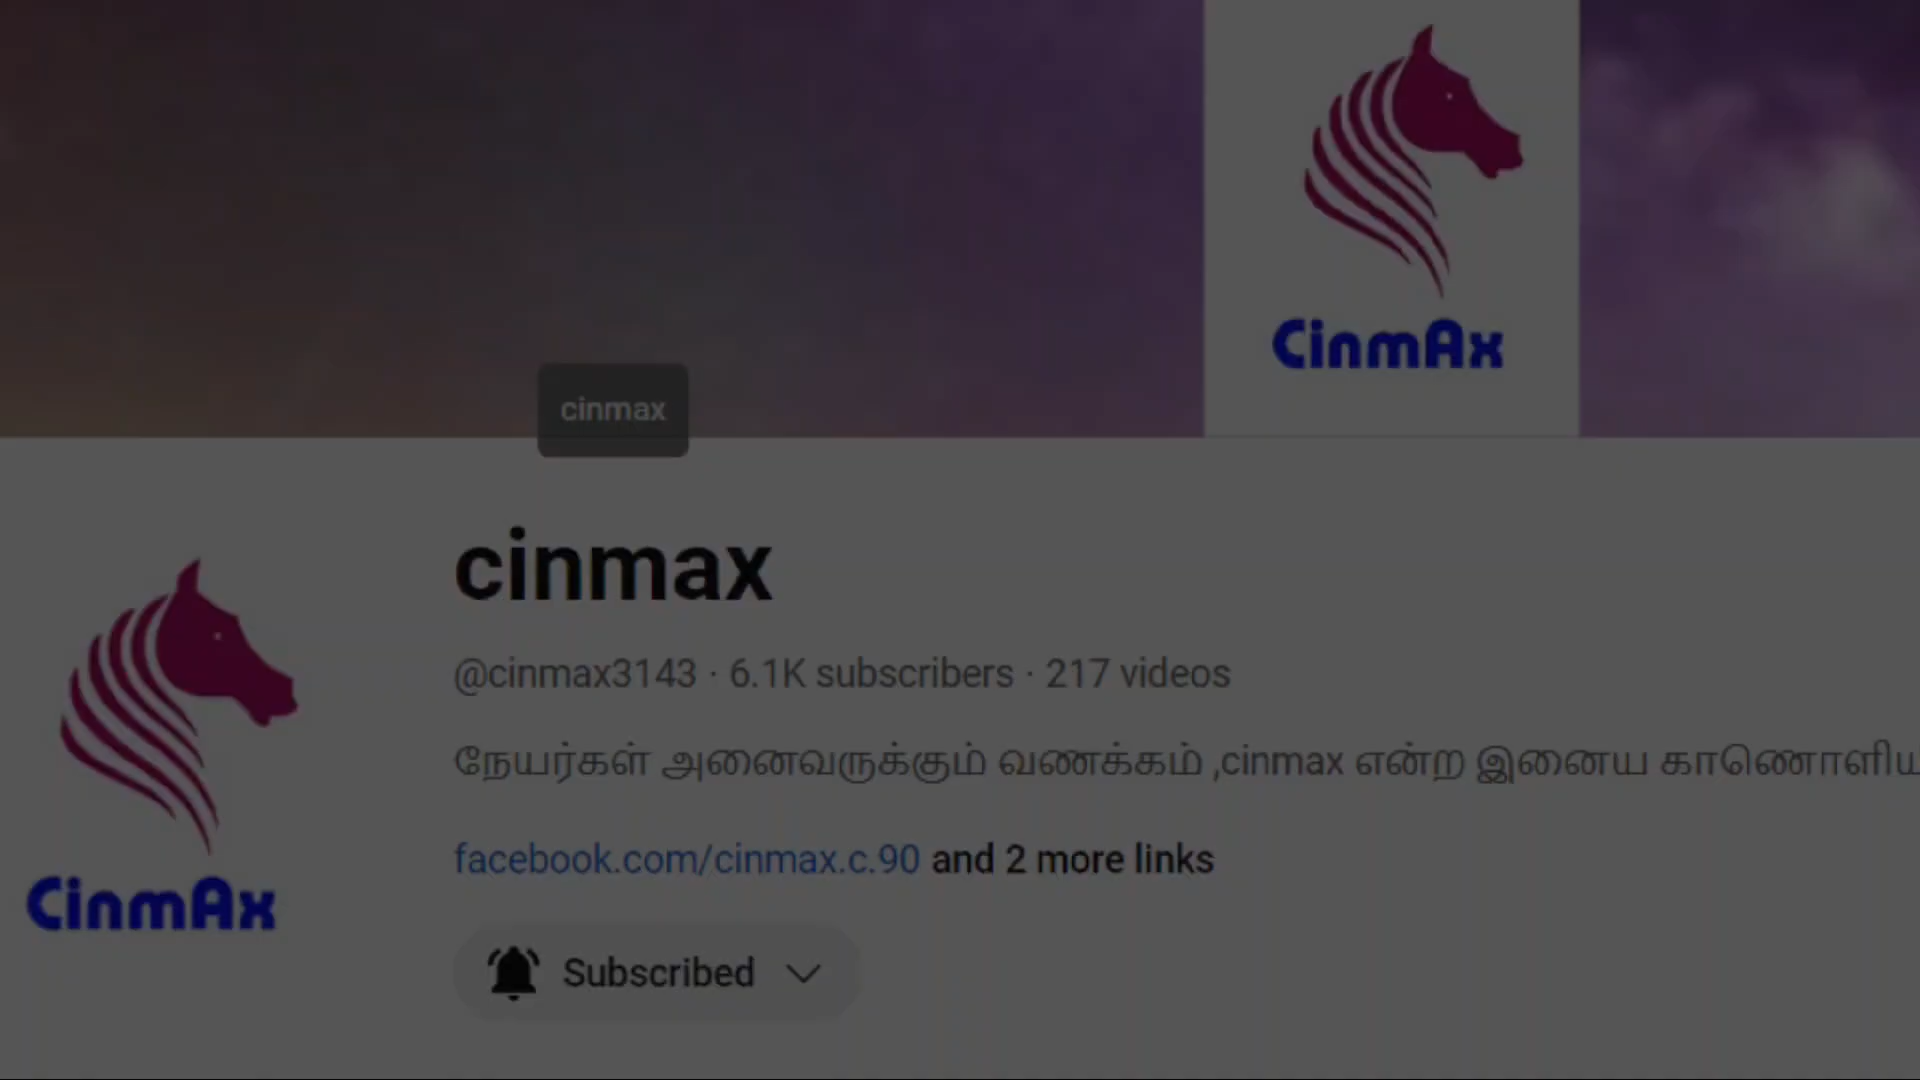 CinmAx
cinmax
cinmax
@cinmax3143 · 6.1K subscribers · 217 videos
நேயர்கள் அனைவருக்கும் வணக்கம் ,cinmax என்ற இனைய காணொளிய
facebook.com/cinmax.c.90 and 2 more links
CinmAx
Subscribed